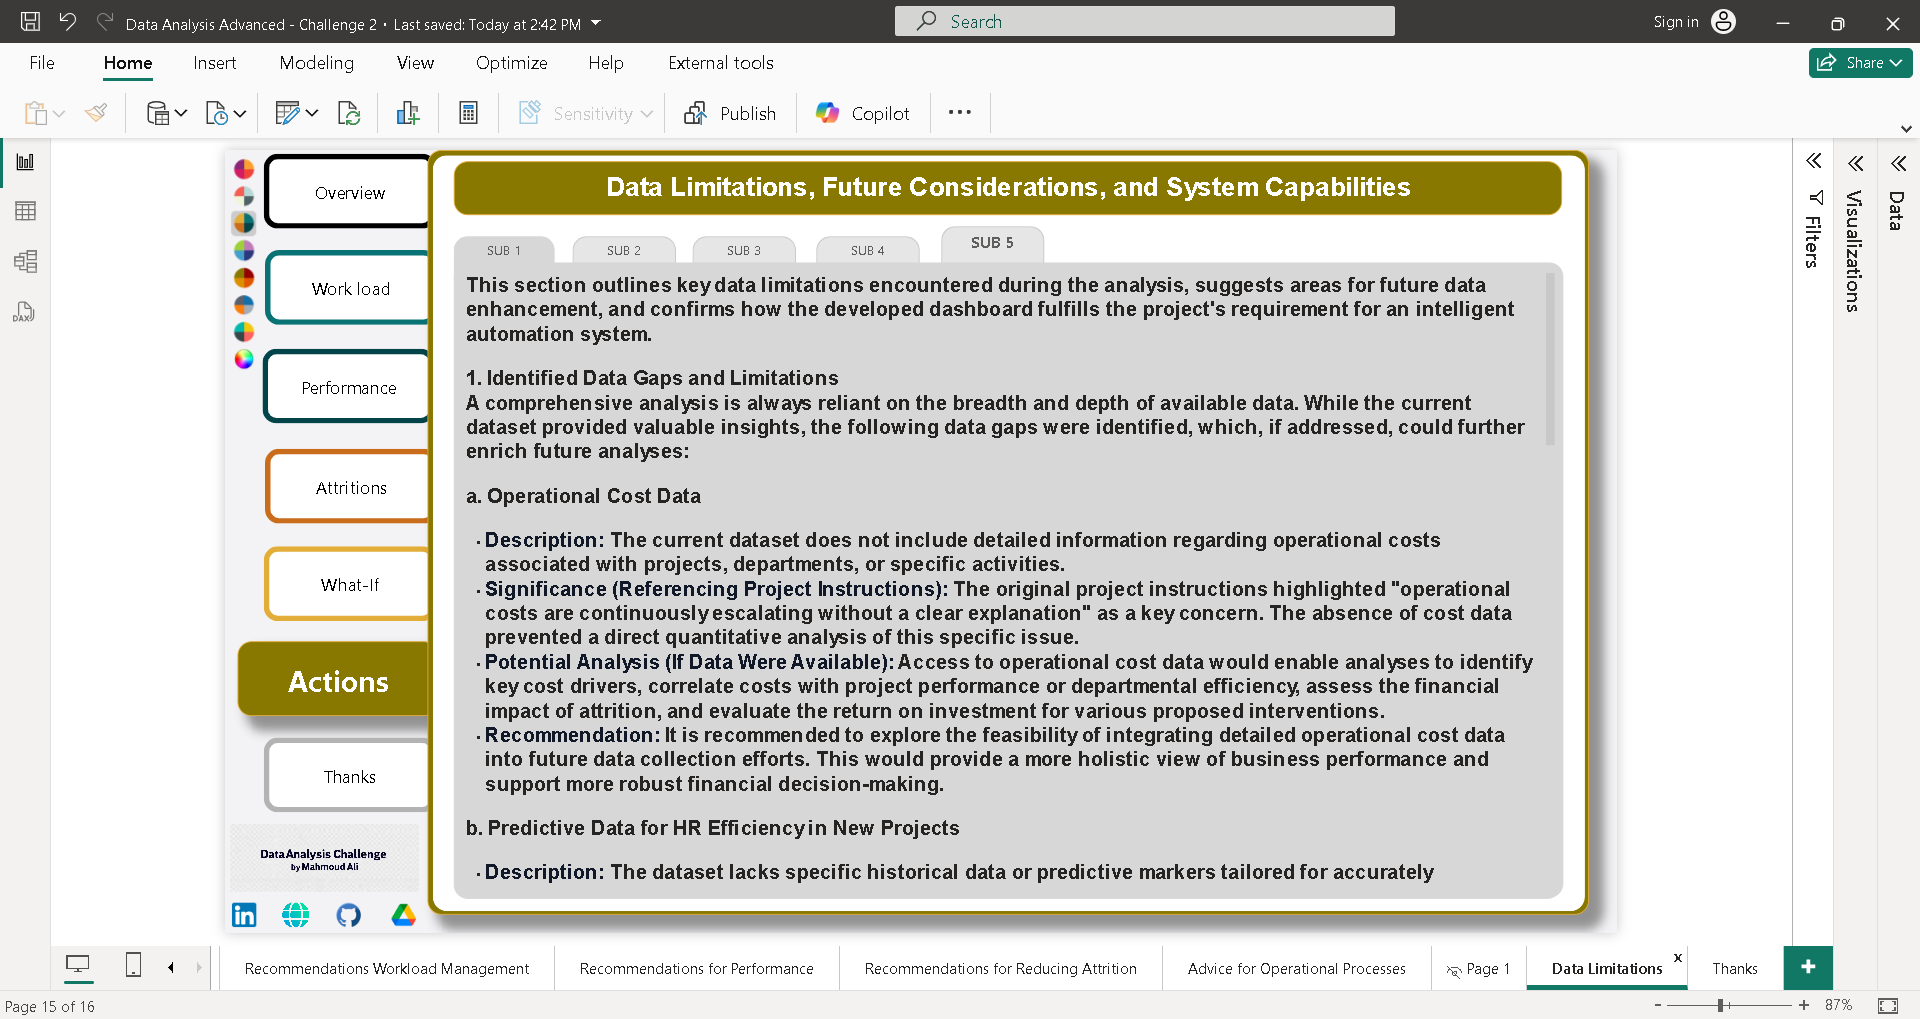 Data Analysis Advanced - Challenge 2 • Last saved: Today at 2:42 PM
Search
Sign in
File
Home
Insert
Modeling
View
Optimize
Help
External tools
Share
Sensitivity
Publish
Copilot
DAX
Overview
Work load
Performance
Attritions
What-If
Actions
Thanks
Data Analysis Challenge
by Mahmoud Ali
in
Data Limitations, Future Considerations, and System Capabilities
SUB 1
SUB 2
SUB 3
SUB 4
SUB 5
This section outlines key data limitations encountered during the analysis, suggests areas for future data
enhancement, and confirms how the developed dashboard fulfills the project's requirement for an intelligent
automation system.
1. Identified Data Gaps and Limitations
A comprehensive analysis is always reliant on the breadth and depth of available data. While the current
dataset provided valuable insights, the following data gaps were identified, which, if addressed, could further
enrich future analyses:
a. Operational Cost Data
· Description: The current dataset does not include detailed information regarding operational costs
associated with projects, departments, or specific activities.
· Significance (Referencing Project Instructions): The original project instructions highlighted "operational
costs are continuously escalating without a clear explanation" as a key concern. The absence of cost data
prevented a direct quantitative analysis of this specific issue.
· Potential Analysis (If Data Were Available): Access to operational cost data would enable analyses to identify
key cost drivers, correlate costs with project performance or departmental efficiency, assess the financial
impact of attrition, and evaluate the return on investment for various proposed interventions.
· Recommendation: It is recommended to explore the feasibility of integrating detailed operational cost data
into future data collection efforts. This would provide a more holistic view of business performance and
support more robust financial decision-making.
b. Predictive Data for HR Efficiency in New Projects
· Description: The dataset lacks specific historical data or predictive markers tailored for accurately
Filters
Visualizations
Data
Recommendations Workload Management
Recommendations for Performance
Recommendations for Reducing Attrition
Advice for Operational Processes
Page 1
Data Limitations
x
Thanks
+
Page 15 of 16
- + 87%